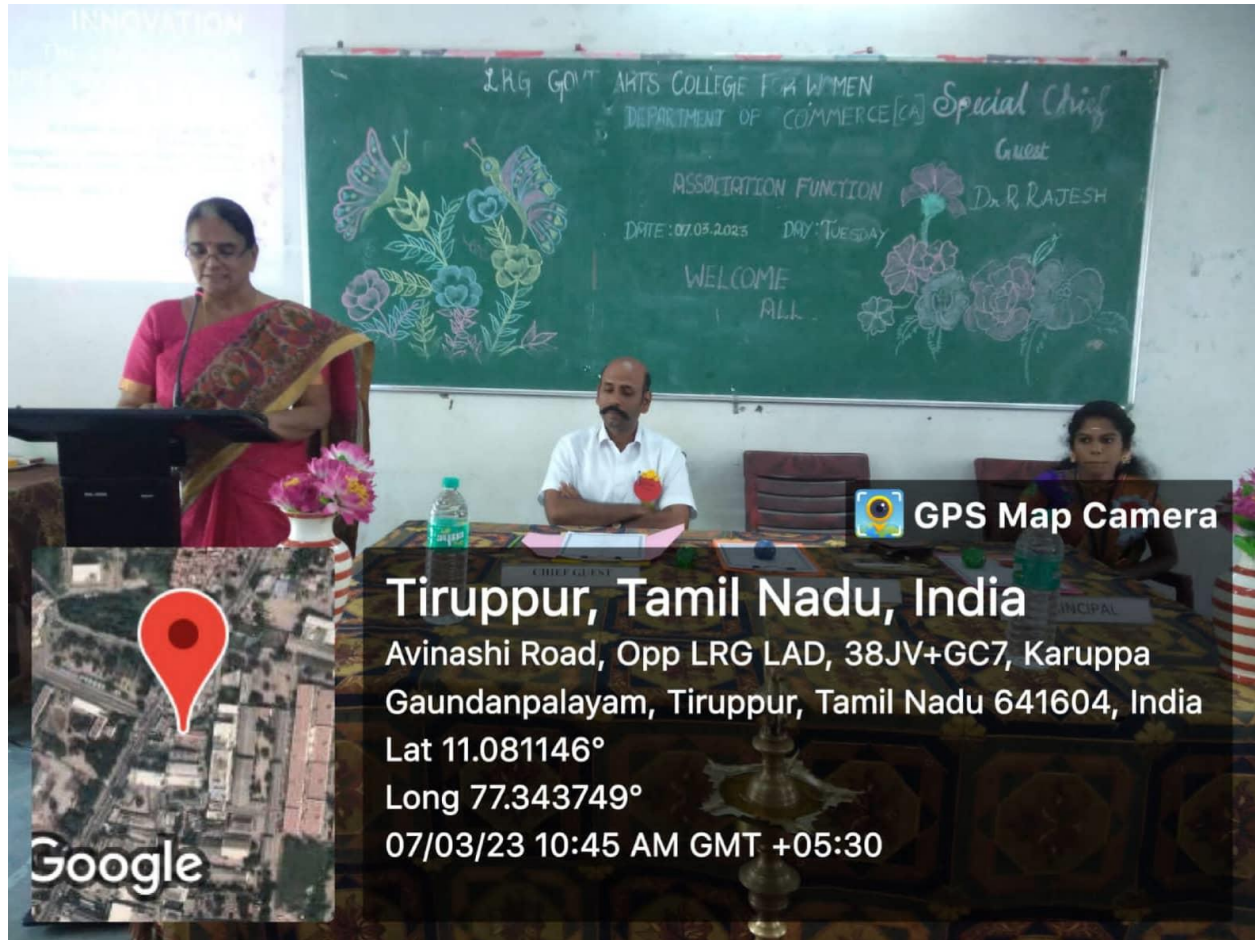 INNOVATION
LRG GOVT ARTS COLLEGE FOR WOMEN
DEPARTMENT OF COMMERCE [CA]
Special Chief
Guest
Dr. R. RAJESH
ASSOCIATION FUNCTION
DATE : 07.03.2023 DAY : TUESDAY
WELCOME
ALL
GPS Map Camera
CHIEF GUEST
INCIPAL
Tiruppur, Tamil Nadu, India
Avinashi Road, Opp LRG LAD, 38JV+GC7, Karuppa
Gaundanpalayam, Tiruppur, Tamil Nadu 641604, India
Lat 11.081146°
Long 77.343749°
07/03/23 10:45 AM GMT +05:30
Google